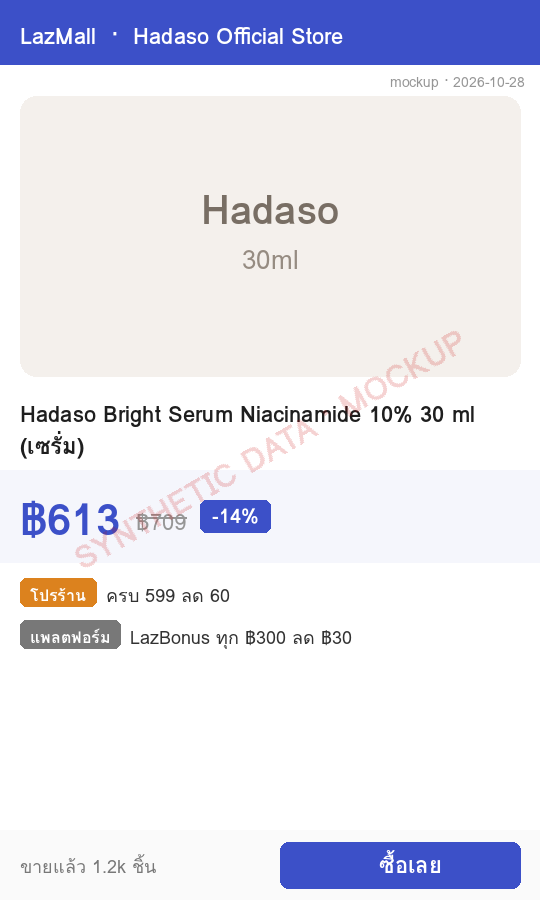 LazMall · Hadaso Official Store
mockup · 2026-10-28
Hadaso
30ml
Hadaso Bright Serum Niacinamide 10% 30 ml
(เซรั่ม)
฿613 ฿709 -14%
SYNTHETIC DATA · MOCKUP
โปรร้าน ครบ 599 ลด 60
แพลตฟอร์ม LazBonus ทุก ฿300 ลด ฿30
ขายแล้ว 1.2k ชิ้น ซื้อเลย